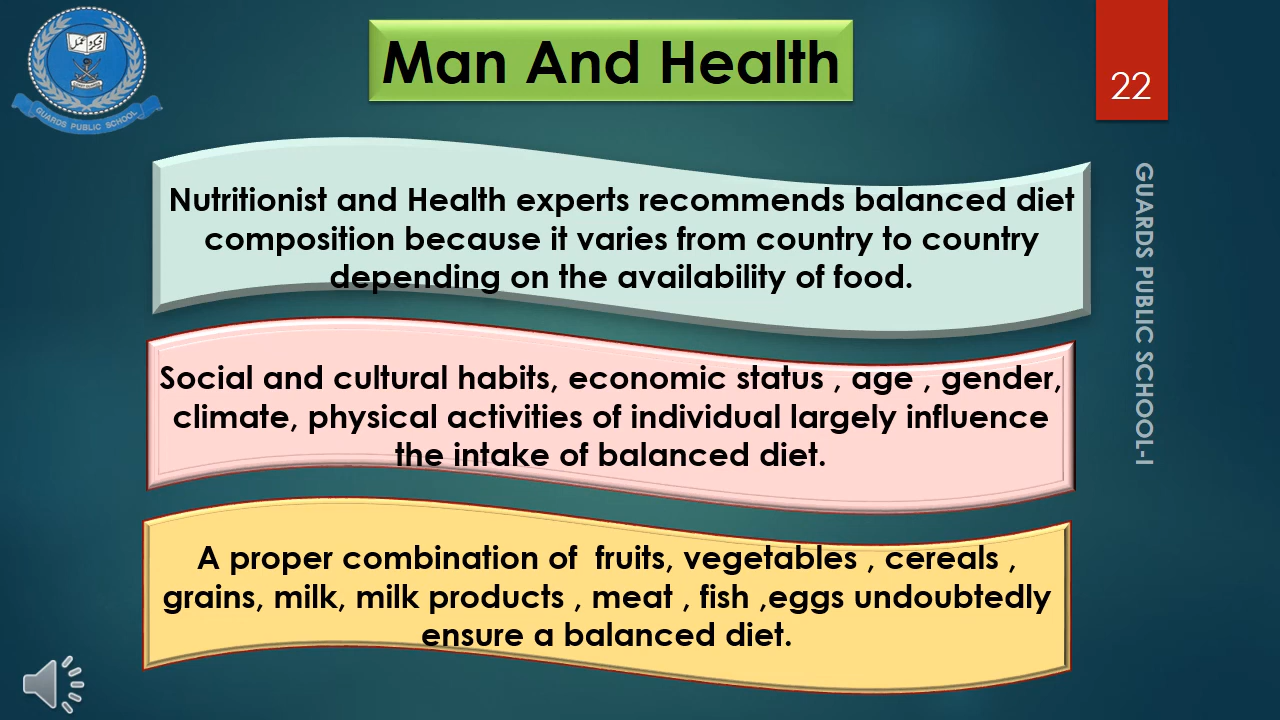 Man And Health
22
Nutritionist and Health experts recommends balanced diet
composition because it varies from country to country
depending on the availability of food.
Social and cultural habits, economic status , age , gender,
climate, physical activities of individual largely influence
the intake of balanced diet.
A proper combination of  fruits, vegetables , cereals ,
grains, milk, milk products , meat , fish ,eggs undoubtedly
ensure a balanced diet.
GUARDS PUBLIC SCHOOL-I
GUARDS PUBLIC SCHOOL